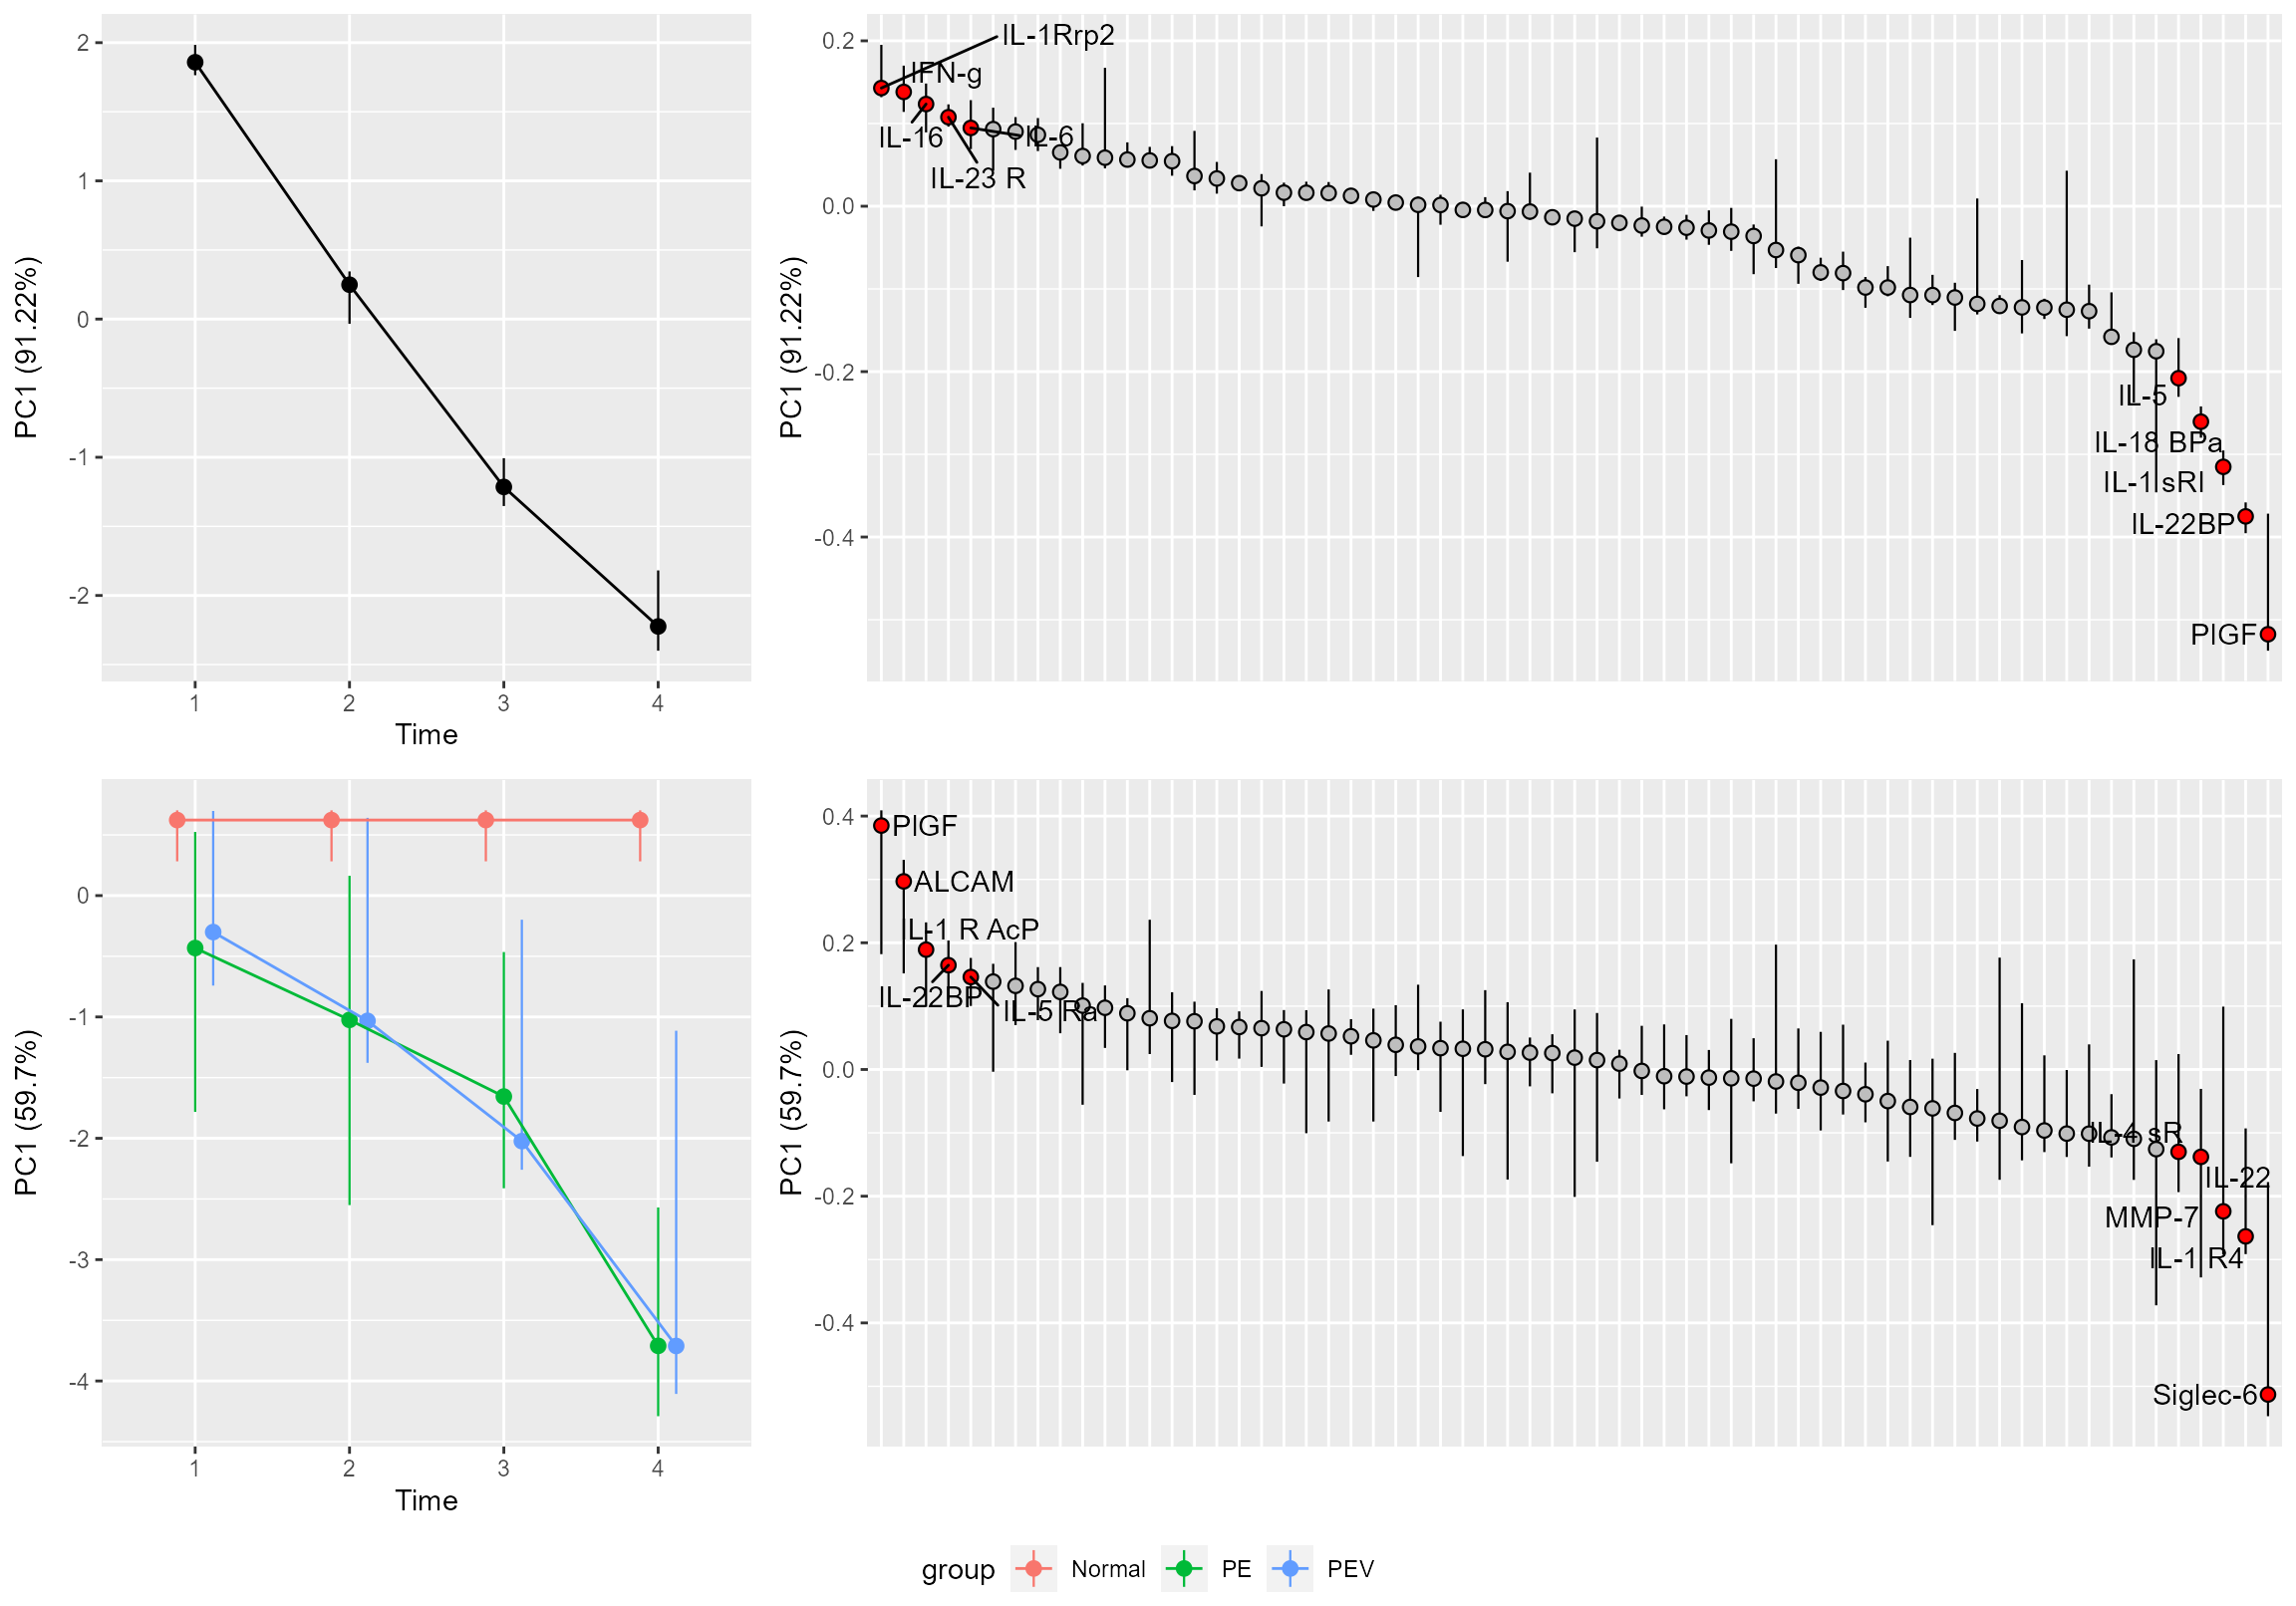 PC1 (91.22%)
2
1
0
-1
-2
1 2 3 4
Time
PC1 (91.22%)
0.2
0.0
-0.2
-0.4
IL-1Rrp2
IFN-g
IL-16
IL-6
IL-23 R
IL-5
IL-18 BPa
IL-1 sRI
IL-22BP
PlGF
PC1 (59.7%)
0
-1
-2
-3
-4
1 2 3 4
Time
PC1 (59.7%)
0.4
0.2
0.0
-0.2
-0.4
PlGF
ALCAM
IL-1 R AcP
IL-22BP
IL-5 Ra
IL-4 sR
IL-22
MMP-7
IL-1 R4
Siglec-6
group Normal PE PEV